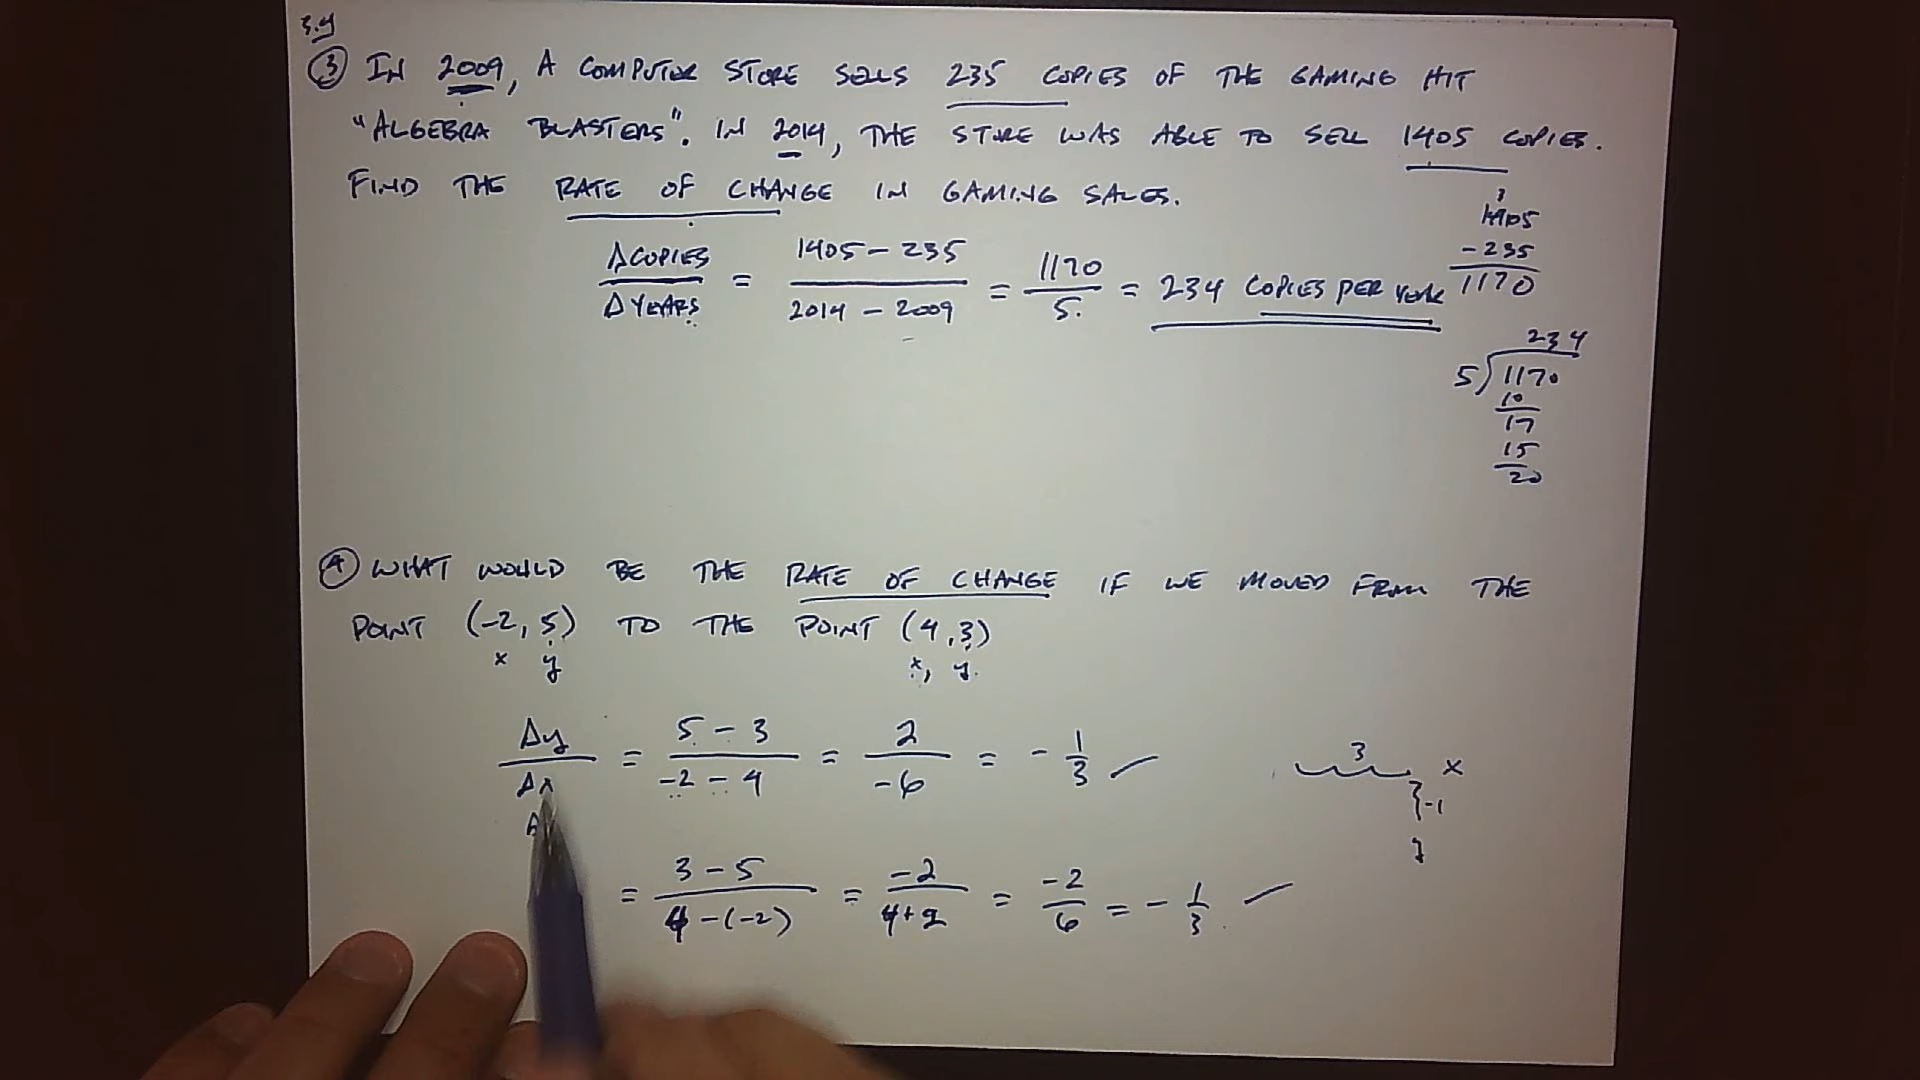 3.4
③ IN 2009, A COMPUTER STORE SELLS 235 COPIES OF THE GAMING HIT
"ALGEBRA BLASTERS". IN 2014, THE STORE WAS ABLE TO SELL 1405 COPIES.
FIND THE RATE OF CHANGE IN GAMING SALES.
ΔCOPIES / ΔYEARS = 1405 - 235 / 2014 - 2009 = 1170 / 5 = 234 COPIES PER YEAR
3
1405
-235
1170
234
5)1170
10
17
15
20
④ WHAT WOULD BE THE RATE OF CHANGE IF WE MOVED FROM THE
POINT (-2, 5) TO THE POINT (4, 3)
x y x, y
Δy / Δx = 5 - 3 / -2 - 4 = 2 / -6 = - 1/3
3 x
-1
y
= 3 - 5 / 4 - (-2) = -2 / 4+2 = -2 / 6 = - 1/3